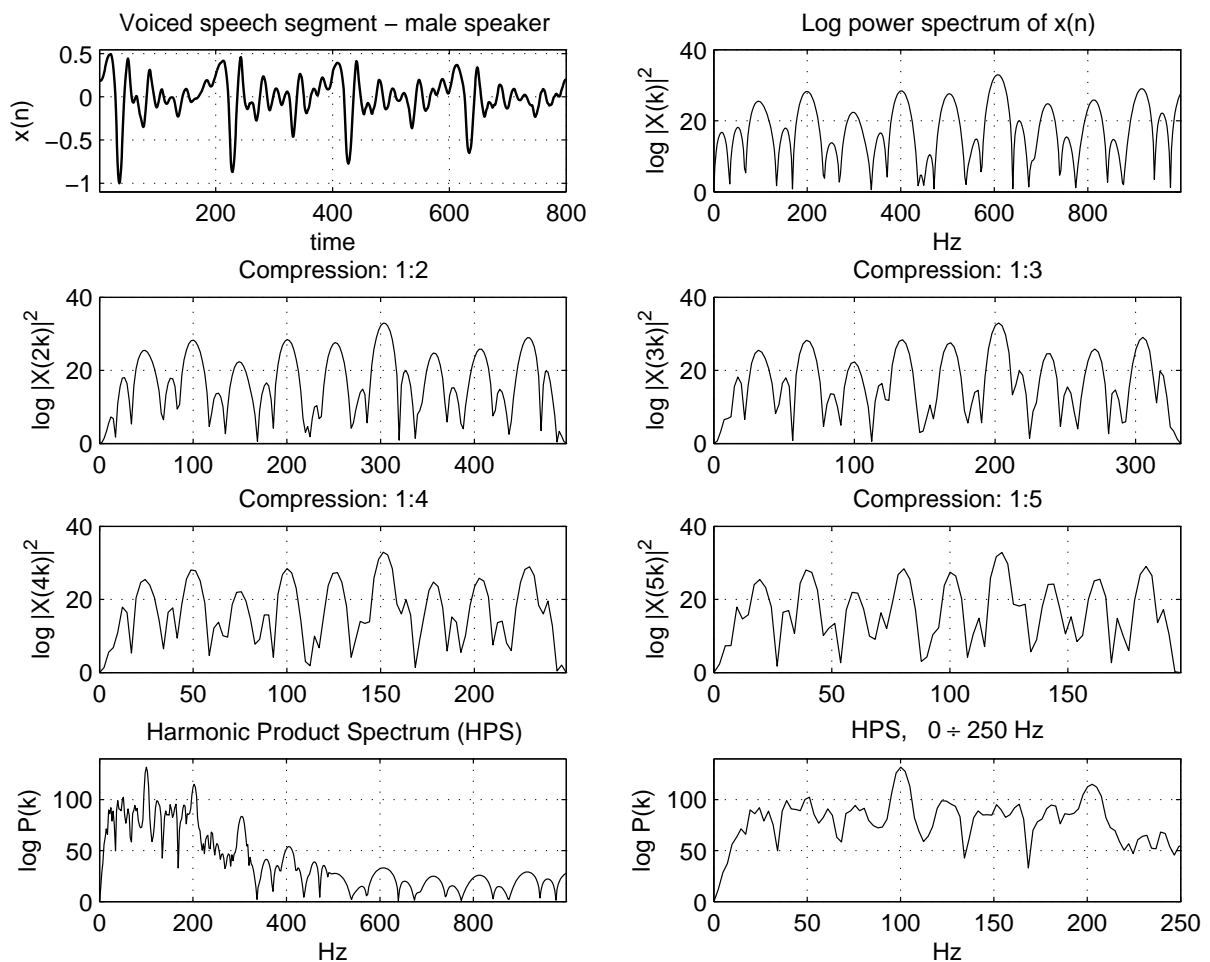 Voiced speech segment − male speaker
0.5
0
−0.5
−1
x(n)
200 400 600 800
time
Log power spectrum of x(n)
40
20
0
log |X(k)|²
0 200 400 600 800
Hz
Compression: 1:2
40
20
0
log |X(2k)|²
0 100 200 300 400
Compression: 1:3
40
20
0
log |X(3k)|²
0 100 200 300
Compression: 1:4
40
20
0
log |X(4k)|²
0 50 100 150 200
Compression: 1:5
40
20
0
log |X(5k)|²
0 50 100 150
Harmonic Product Spectrum (HPS)
100
50
0
log P(k)
0 200 400 600 800
Hz
HPS, 0 ÷ 250 Hz
100
50
0
log P(k)
0 50 100 150 200 250
Hz